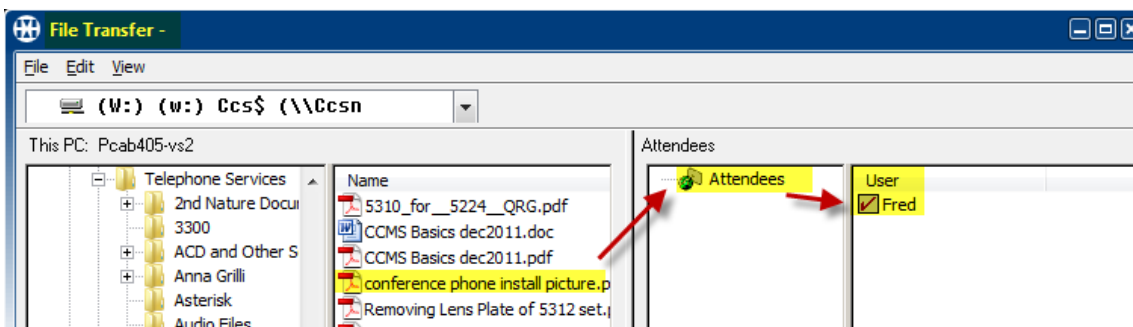 File Transfer -
File Edit View
(W:) (w:) Ccs$ (\\Ccsn
This PC: Pcab405-vs2
Attendees
Telephone Services
2nd Nature Docu
3300
ACD and Other S
Anna Grilli
Asterisk
Audio Files
Name
5310_for__5224__QRG.pdf
CCMS Basics dec2011.doc
CCMS Basics dec2011.pdf
conference phone install picture.p
Removing Lens Plate of 5312 set.
Attendees
User
Fred